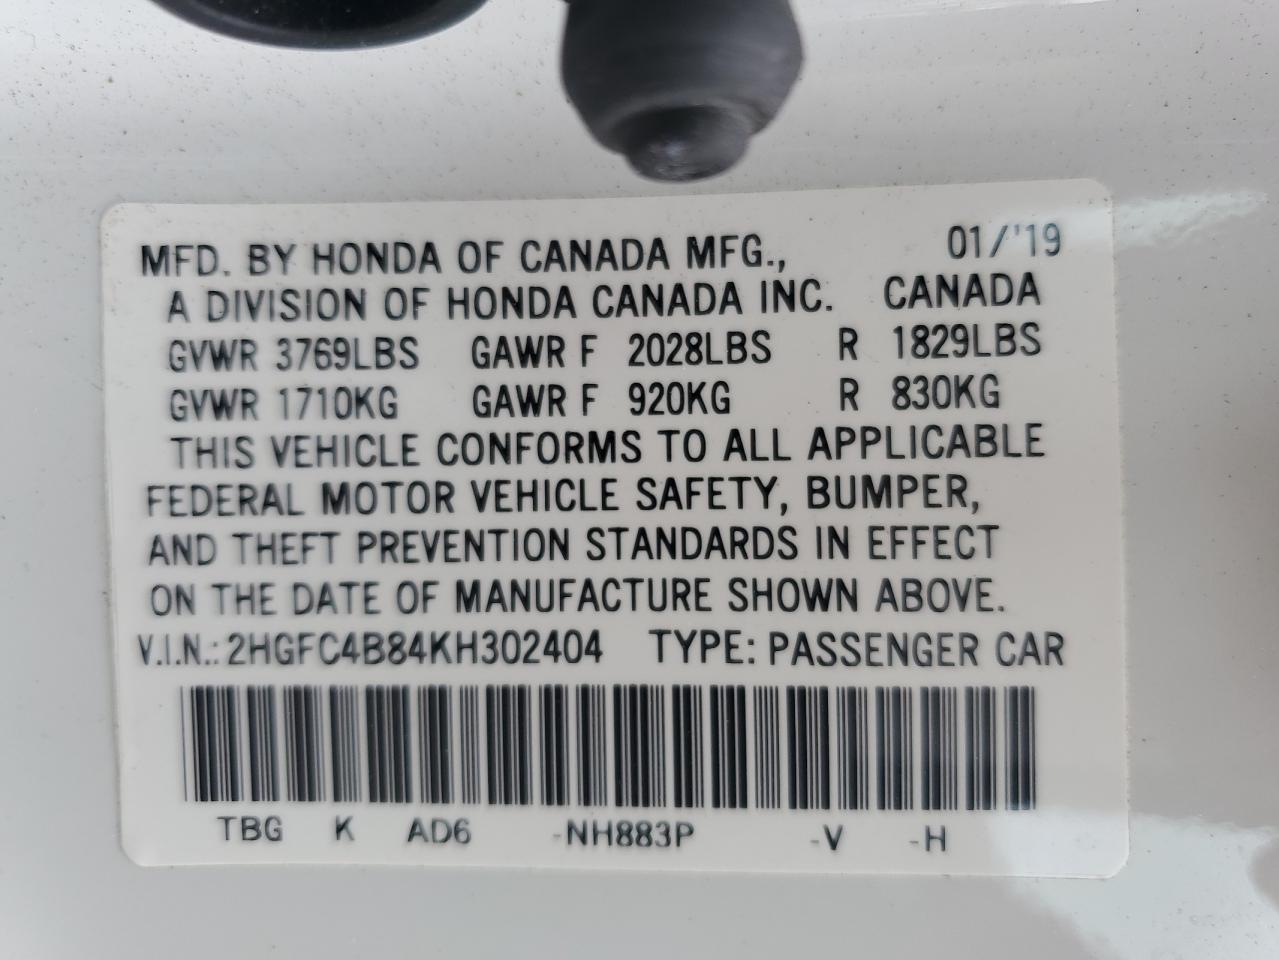 MFD. BY HONDA OF CANADA MFG., 01/'19
A DIVISION OF HONDA CANADA INC. CANADA
GVWR 3769LBS GAWR F 2028LBS R 1829LBS
GVWR 1710KG GAWR F 920KG R 830KG
THIS VEHICLE CONFORMS TO ALL APPLICABLE
FEDERAL MOTOR VEHICLE SAFETY, BUMPER,
AND THEFT PREVENTION STANDARDS IN EFFECT
ON THE DATE OF MANUFACTURE SHOWN ABOVE.
V.I.N.: 2HGFC4B84KH302404 TYPE: PASSENGER CAR
TBG K AD6 -NH883P -V -H